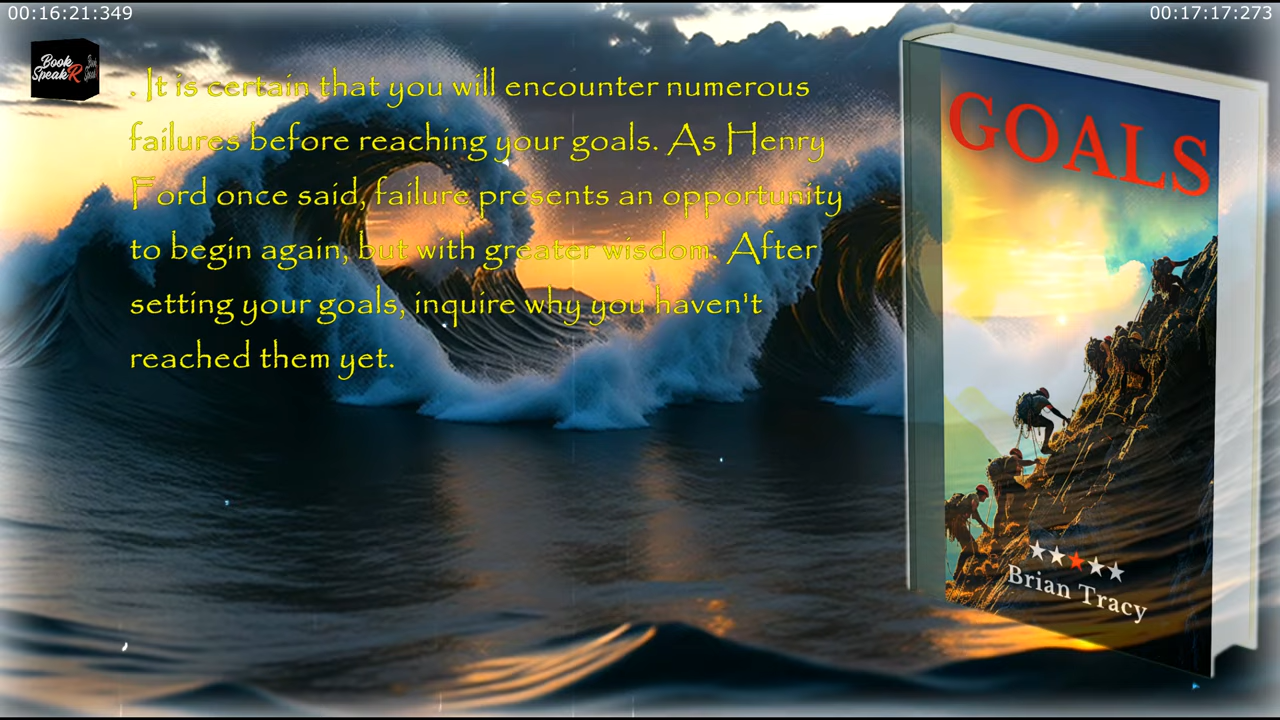 00:16:21:349
00:17:17:273
Book
SpeakR
Book
Speak
. It is certain that you will encounter numerous
failures before reaching your goals. As Henry
Ford once said, failure presents an opportunity
to begin again, but with greater wisdom. After
setting your goals, inquire why you haven't
reached them yet.
GOALS
Brian Tracy